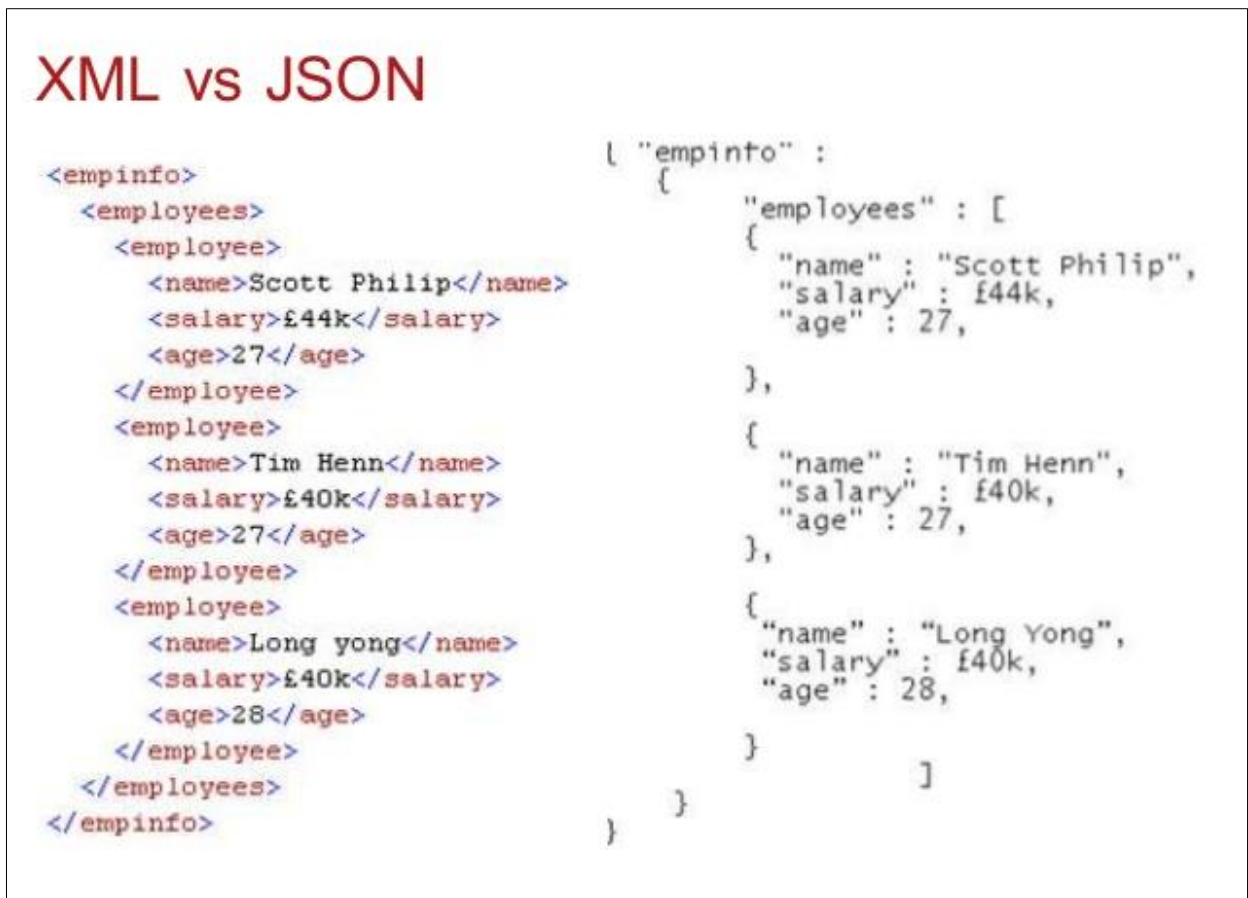 XML vs JSON
<empinfo>
<employees>
<employee>
<name>Scott Philip</name>
<salary>£44k</salary>
<age>27</age>
</employee>
<employee>
<name>Tim Henn</name>
<salary>£40k</salary>
<age>27</age>
</employee>
<employee>
<name>Long yong</name>
<salary>£40k</salary>
<age>28</age>
</employee>
</employees>
</empinfo>
{ "empinfo" :
{
"employees" : [
{
"name" : "Scott Philip",
"salary" : £44k,
"age" : 27,
},
{
"name" : "Tim Henn",
"salary" : £40k,
"age" : 27,
},
{
“name” : “Long Yong”,
“salary” : £40k,
“age” : 28,
}
]
}
}